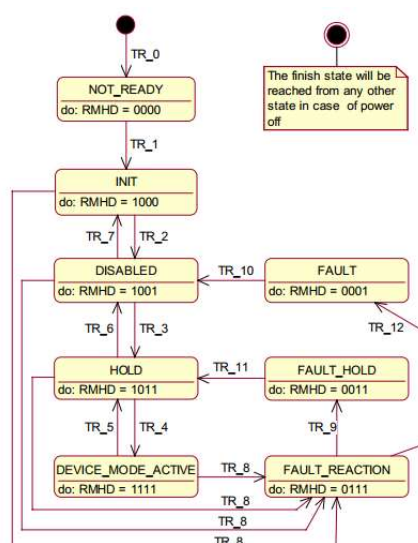 TR_0
The finish state will be
reached from any other
state in case of power
off
NOT_READY
do: RMHD = 0000
TR_1
INIT
do: RMHD = 1000
TR_7
TR_2
DISABLED
do: RMHD = 1001
TR_10
FAULT
do: RMHD = 0001
TR_6
TR_3
TR_12
HOLD
do: RMHD = 1011
TR_11
FAULT_HOLD
do: RMHD = 0011
TR_5
TR_4
TR_9
DEVICE_MODE_ACTIVE
do: RMHD = 1111
TR_8
FAULT_REACTION
do: RMHD = 0111
TR_8
TR_8
TR_8